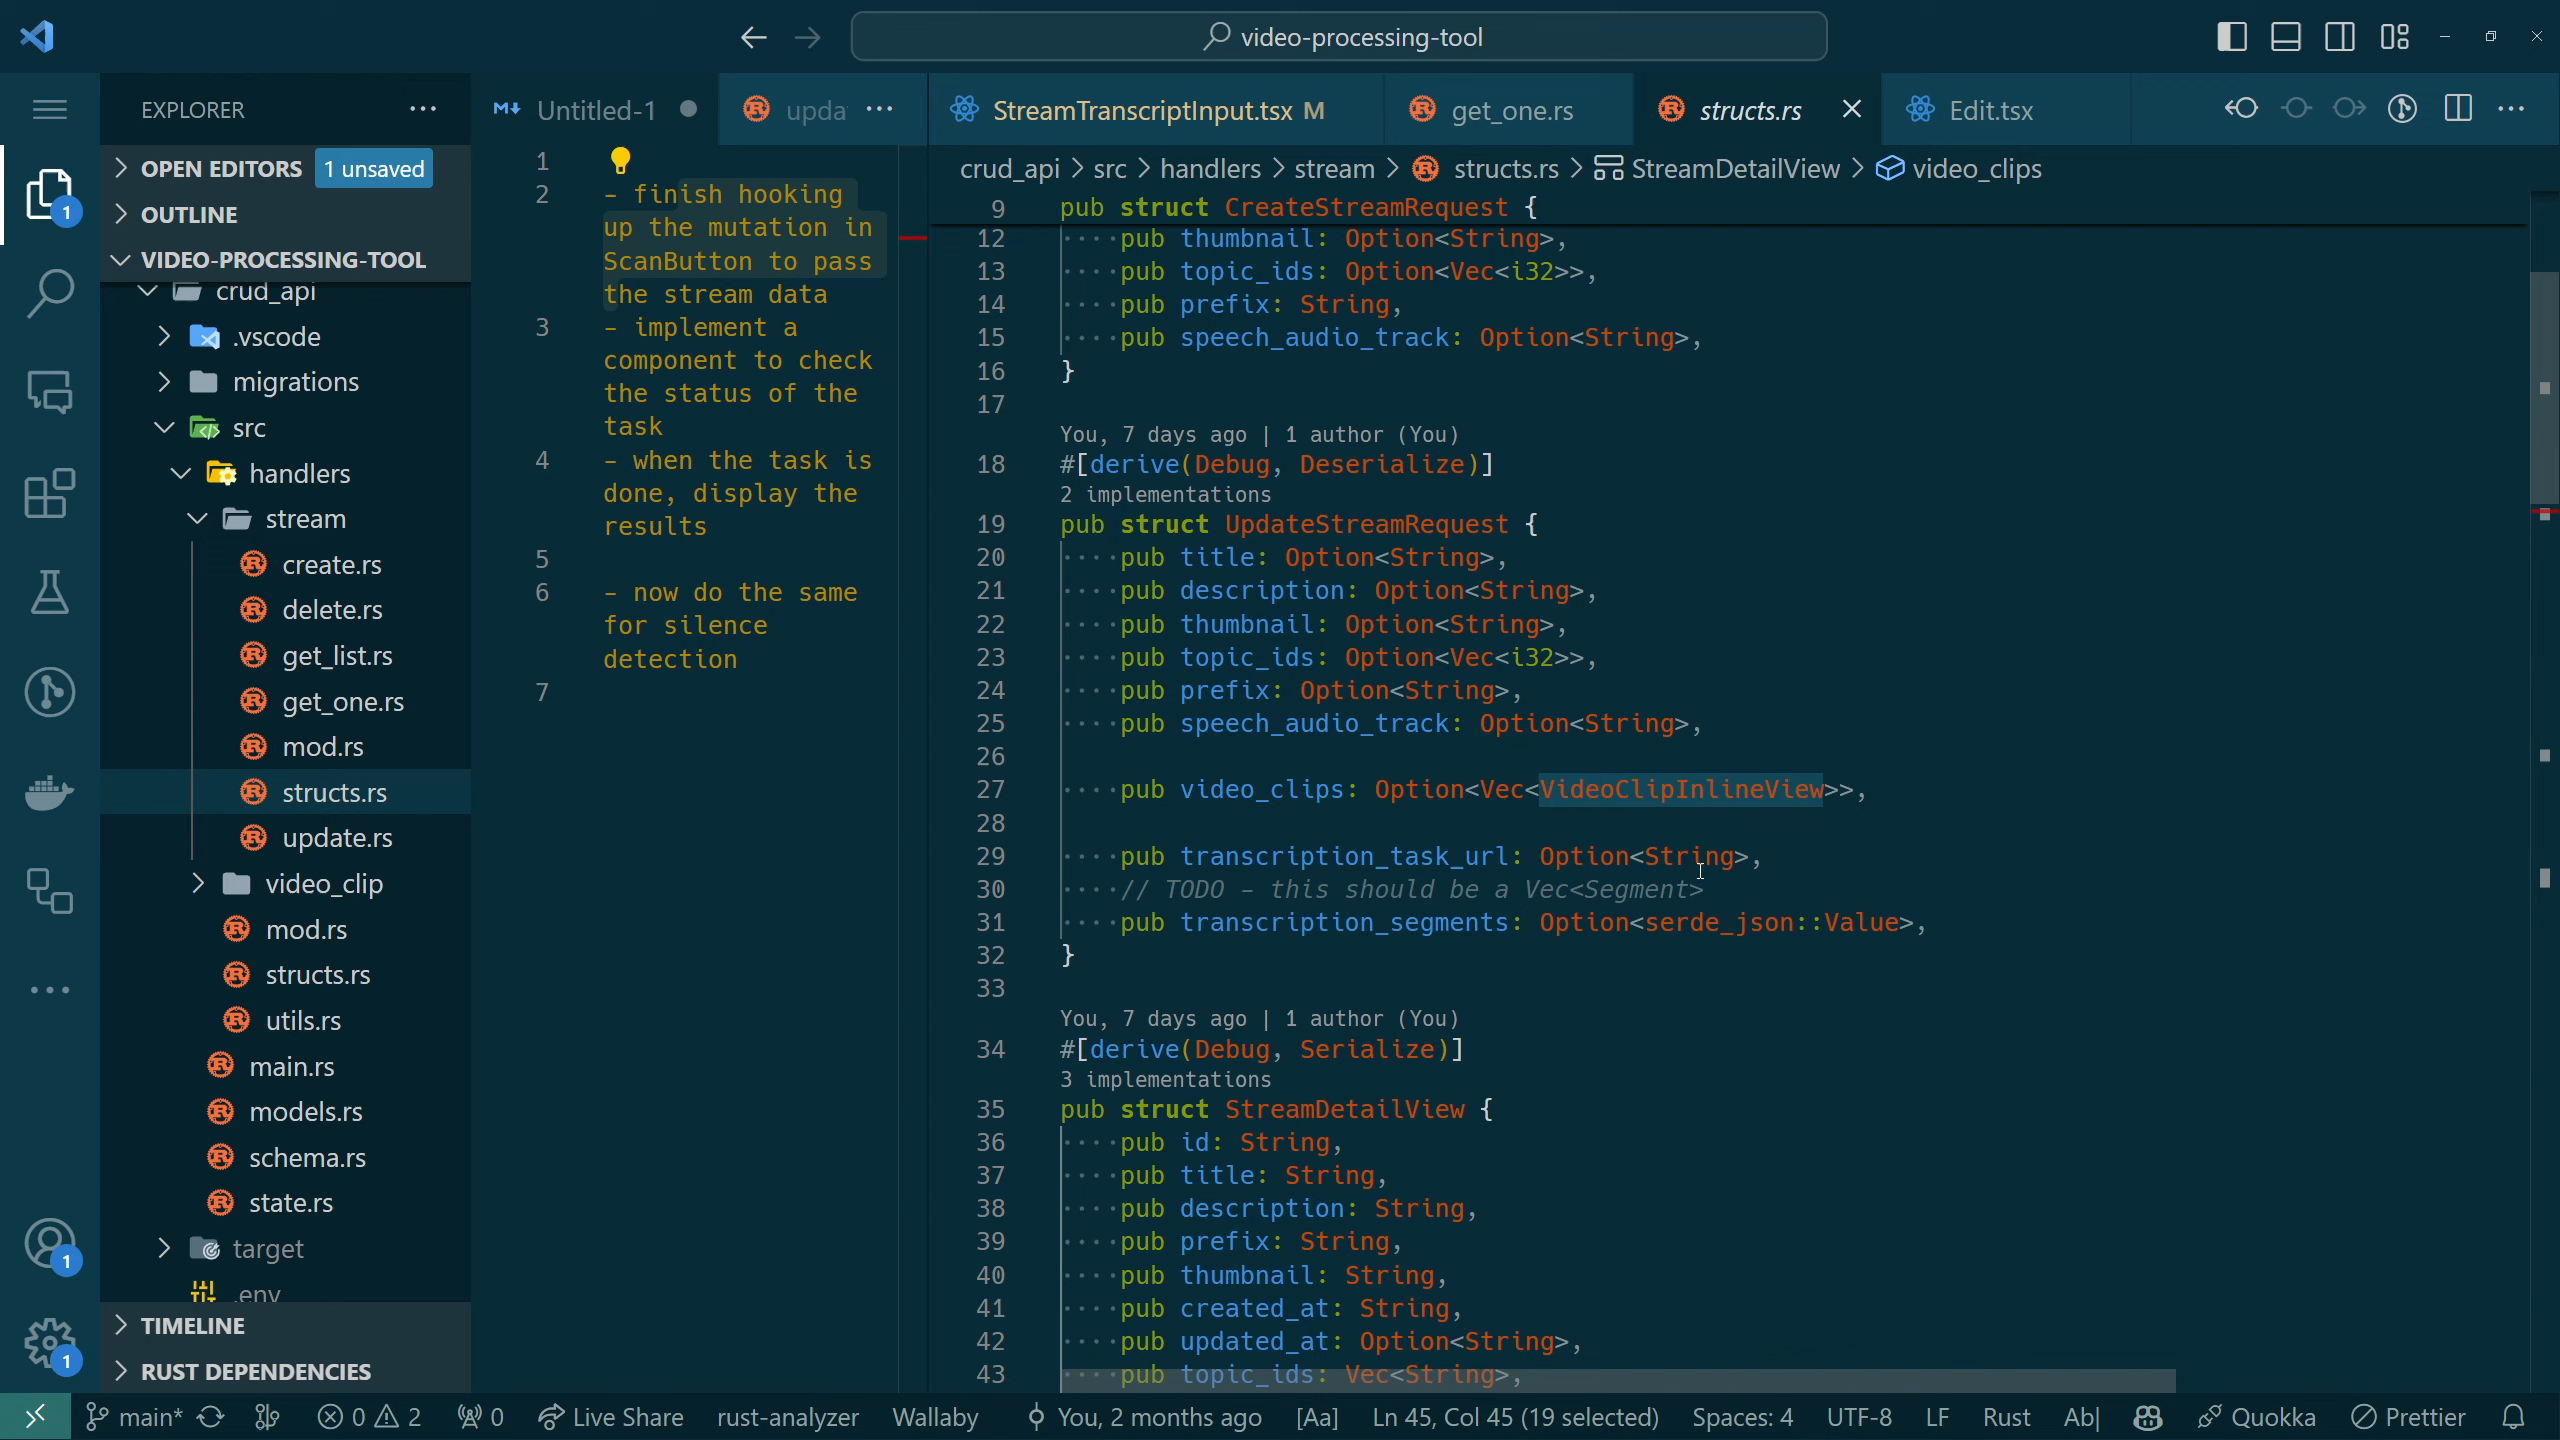 video-processing-tool
EXPLORER
OPEN EDITORS 1 unsaved
OUTLINE
VIDEO-PROCESSING-TOOL
crud_api
.vscode
migrations
src
handlers
stream
create.rs
delete.rs
get_list.rs
get_one.rs
mod.rs
structs.rs
update.rs
video_clip
mod.rs
structs.rs
utils.rs
main.rs
models.rs
schema.rs
state.rs
target
.env
TIMELINE
RUST DEPENDENCIES
1
1
1
Untitled-1
upda
1
2 - finish hooking
up the mutation in
ScanButton to pass
the stream data
3 - implement a
component to check
the status of the
task
4 - when the task is
done, display the
results
5
6 - now do the same
for silence
detection
7
StreamTranscriptInput.tsx M
get_one.rs
structs.rs
Edit.tsx
crud_api > src > handlers > stream > structs.rs > StreamDetailView > video_clips
9 pub struct CreateStreamRequest {
12 ····pub thumbnail: Option<String>,
13 ····pub topic_ids: Option<Vec<i32>>,
14 ····pub prefix: String,
15 ····pub speech_audio_track: Option<String>,
16 }
17
You, 7 days ago | 1 author (You)
18 #[derive(Debug, Deserialize)]
2 implementations
19 pub struct UpdateStreamRequest {
20 ····pub title: Option<String>,
21 ····pub description: Option<String>,
22 ····pub thumbnail: Option<String>,
23 ····pub topic_ids: Option<Vec<i32>>,
24 ····pub prefix: Option<String>,
25 ····pub speech_audio_track: Option<String>,
26
27 ····pub video_clips: Option<Vec<VideoClipInlineView>>,
28
29 ····pub transcription_task_url: Option<String>,
30 ····// TODO - this should be a Vec<Segment>
31 ····pub transcription_segments: Option<serde_json::Value>,
32 }
33
You, 7 days ago | 1 author (You)
34 #[derive(Debug, Serialize)]
3 implementations
35 pub struct StreamDetailView {
36 ····pub id: String,
37 ····pub title: String,
38 ····pub description: String,
39 ····pub prefix: String,
40 ····pub thumbnail: String,
41 ····pub created_at: String,
42 ····pub updated_at: Option<String>,
43 ····pub topic_ids: Vec<String>,
main* 0 2 0 Live Share rust-analyzer Wallaby You, 2 months ago [Aa] Ln 45, Col 45 (19 selected) Spaces: 4 UTF-8 LF Rust Ab| Quokka Prettier